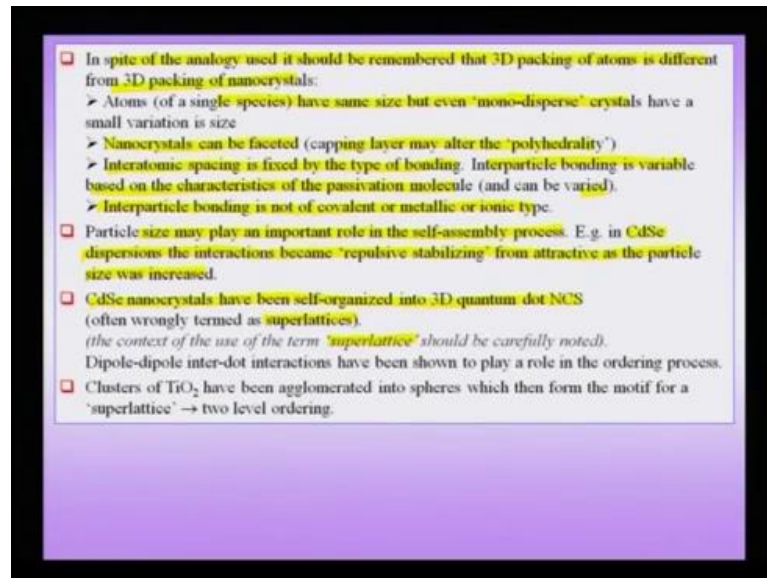 In spite of the analogy used it should be remembered that 3D packing of atoms is different
from 3D packing of nanocrystals:
➤ Atoms (of a single species) have same size but even 'mono-disperse' crystals have a
small variation is size
➤ Nanocrystals can be faceted (capping layer may alter the 'polyhedrality')
➤ Interatomic spacing is fixed by the type of bonding. Interparticle bonding is variable
based on the characteristics of the passivation molecule (and can be varied).
➤ Interparticle bonding is not of covalent or metallic or ionic type.
Particle size may play an important role in the self-assembly process. E.g. in CdSe
dispersions the interactions became 'repulsive stabilizing' from attractive as the particle
size was increased.
CdSe nanocrystals have been self-organized into 3D quantum dot NCS
(often wrongly termed as superlattices).
(the context of the use of the term 'superlattice' should be carefully noted).
Dipole-dipole inter-dot interactions have been shown to play a role in the ordering process.
Clusters of TiO₂ have been agglomerated into spheres which then form the motif for a
'superlattice' → two level ordering.